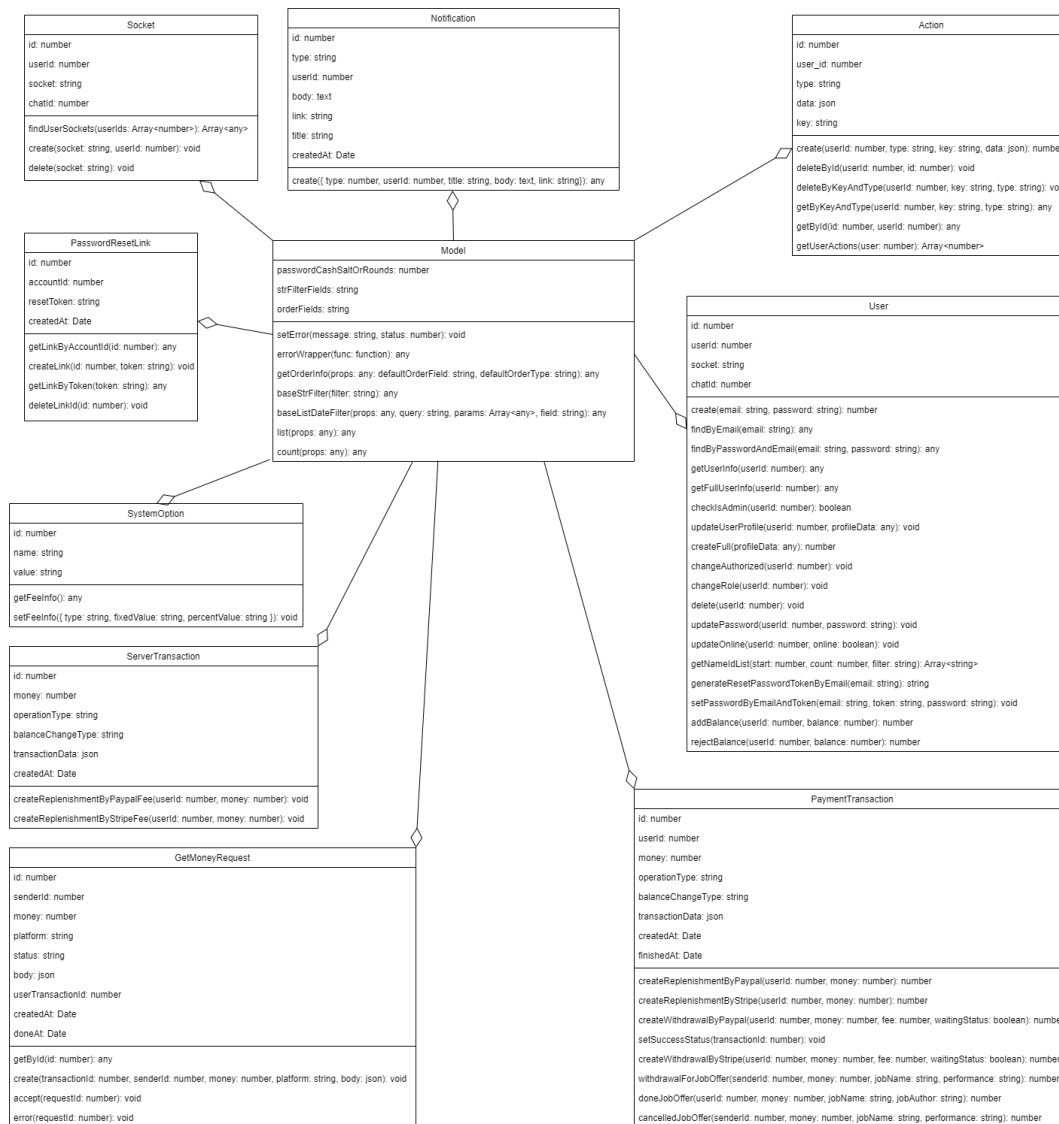 Socket
id: number
userId: number
socket: string
chatId: number
findUserSockets(userIds: Array<number>): Array<any>
create(socket: string, userId: number): void
delete(socket: string): void
Notification
id: number
type: string
userId: number
body: text
link: string
title: string
createdAt: Date
create({ type: number, userId: number, title: string, body: text, link: string}): any
Action
id: number
user_id: number
type: string
data: json
key: string
create(userId: number, type: string, key: string, data: json): numbe
deleteById(userId: number, id: number): void
deleteByKeyAndType(userId: number, key: string, type: string): vo
getByKeyAndType(userId: number, key: string, type: string): any
getById(id: number, userId: number): any
getUserActions(user: number): Array<number>
PasswordResetLink
id: number
accountId: number
resetToken: string
createdAt: Date
getLinkByAccountId(id: number): any
createLink(id: number, token: string): void
getLinkByToken(token: string): any
deleteLinkId(id: number): void
Model
passwordCashSaltOrRounds: number
strFilterFields: string
orderFields: string
setError(message: string, status: number): void
errorWrapper(func: function): any
getOrderInfo(props: any: defaultOrderField: string, defaultOrderType: string): any
baseStrFilter(filter: string): any
baseListDateFilter(props: any, query: string, params: Array<any>, field: string): any
list(props: any): any
count(props: any): any
User
id: number
userId: number
socket: string
chatId: number
create(email: string, password: string): number
findByEmail(email: string): any
findByPasswordAndEmail(email: string, password: string): any
getUserInfo(userId: number): any
getFullUserInfo(userId: number): any
checkIsAdmin(userId: number): boolean
updateUserProfile(userId: number, profileData: any): void
createFull(profileData: any): number
changeAuthorized(userId: number): void
changeRole(userId: number): void
delete(userId: number): void
updatePassword(userId: number, password: string): void
updateOnline(userId: number, online: boolean): void
getNameIdList(start: number, count: number, filter: string): Array<string>
generateResetPasswordTokenByEmail(email: string): string
setPasswordByEmailAndToken(email: string, token: string, password: string): void
addBalance(userId: number, balance: number): number
rejectBalance(userId: number, balance: number): number
SystemOption
id: number
name: string
value: string
getFeeInfo(): any
setFeeInfo({ type: string, fixedValue: string, percentValue: string }): void
ServerTransaction
id: number
money: number
operationType: string
balanceChangeType: string
transactionData: json
createdAt: Date
createReplenishmentByPaypalFee(userId: number, money: number): void
createReplenishmentByStripeFee(userId: number, money: number): void
GetMoneyRequest
id: number
senderId: number
money: number
platform: string
status: string
body: json
userTransactionId: number
createdAt: Date
doneAt: Date
getById(id: number): any
create(transactionId: number, senderId: number, money: number, platform: string, body: json): void
accept(requestId: number): void
error(requestId: number): void
PaymentTransaction
id: number
userId: number
money: number
operationType: string
balanceChangeType: string
transactionData: json
createdAt: Date
finishedAt: Date
createReplenishmentByPaypal(userId: number, money: number): number
createReplenishmentByStripe(userId: number, money: number): number
createWithdrawalByPaypal(userId: number, money: number, fee: number, waitingStatus: boolean): numbe
setSuccessStatus(transactionId: number): void
createWithdrawalByStripe(userId: number, money: number, fee: number, waitingStatus: boolean): number
withdrawalForJobOffer(senderId: number, money: number, jobName: string, performance: string): number
doneJobOffer(userId: number, money: number, jobName: string, jobAuthor: string): number
cancelledJobOffer(senderId: number, money: number, jobName: string, performance: string): number